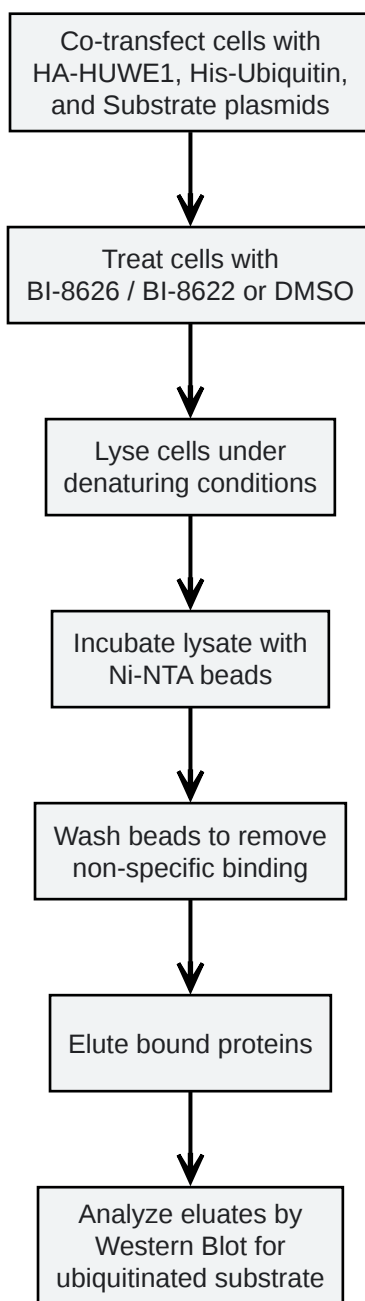 Co-transfect cells with
HA-HUWE1, His-Ubiquitin,
and Substrate plasmids
Treat cells with
BI-8626 / BI-8622 or DMSO
Lyse cells under
denaturing conditions
Incubate lysate with
Ni-NTA beads
Wash beads to remove
non-specific binding
Elute bound proteins
Analyze eluates by
Western Blot for
ubiquitinated substrate